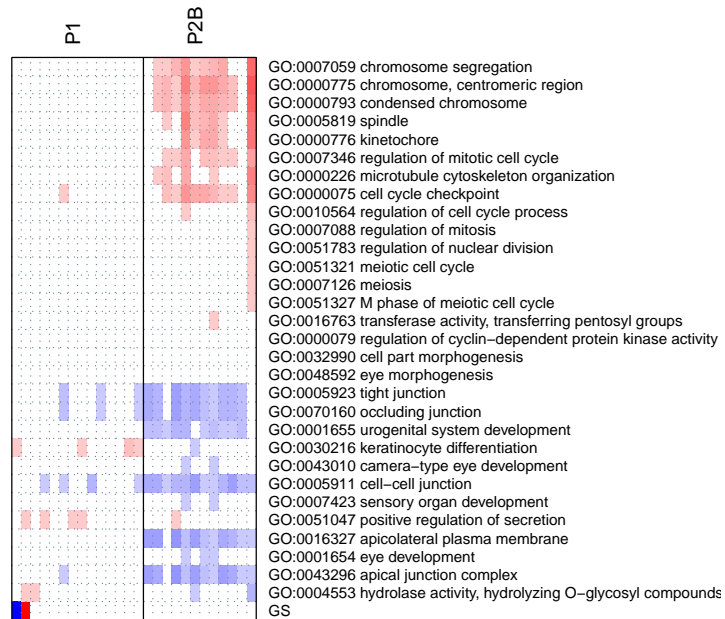 P1
P2B
GO:0007059 chromosome segregation
GO:0000775 chromosome, centromeric region
GO:0000793 condensed chromosome
GO:0005819 spindle
GO:0000776 kinetochore
GO:0007346 regulation of mitotic cell cycle
GO:0000226 microtubule cytoskeleton organization
GO:0000075 cell cycle checkpoint
GO:0010564 regulation of cell cycle process
GO:0007088 regulation of mitosis
GO:0051783 regulation of nuclear division
GO:0051321 meiotic cell cycle
GO:0007126 meiosis
GO:0051327 M phase of meiotic cell cycle
GO:0016763 transferase activity, transferring pentosyl groups
GO:0000079 regulation of cyclin−dependent protein kinase activity
GO:0032990 cell part morphogenesis
GO:0048592 eye morphogenesis
GO:0005923 tight junction
GO:0070160 occluding junction
GO:0001655 urogenital system development
GO:0030216 keratinocyte differentiation
GO:0043010 camera−type eye development
GO:0005911 cell−cell junction
GO:0007423 sensory organ development
GO:0051047 positive regulation of secretion
GO:0016327 apicolateral plasma membrane
GO:0001654 eye development
GO:0043296 apical junction complex
GO:0004553 hydrolase activity, hydrolyzing O−glycosyl compounds
GS